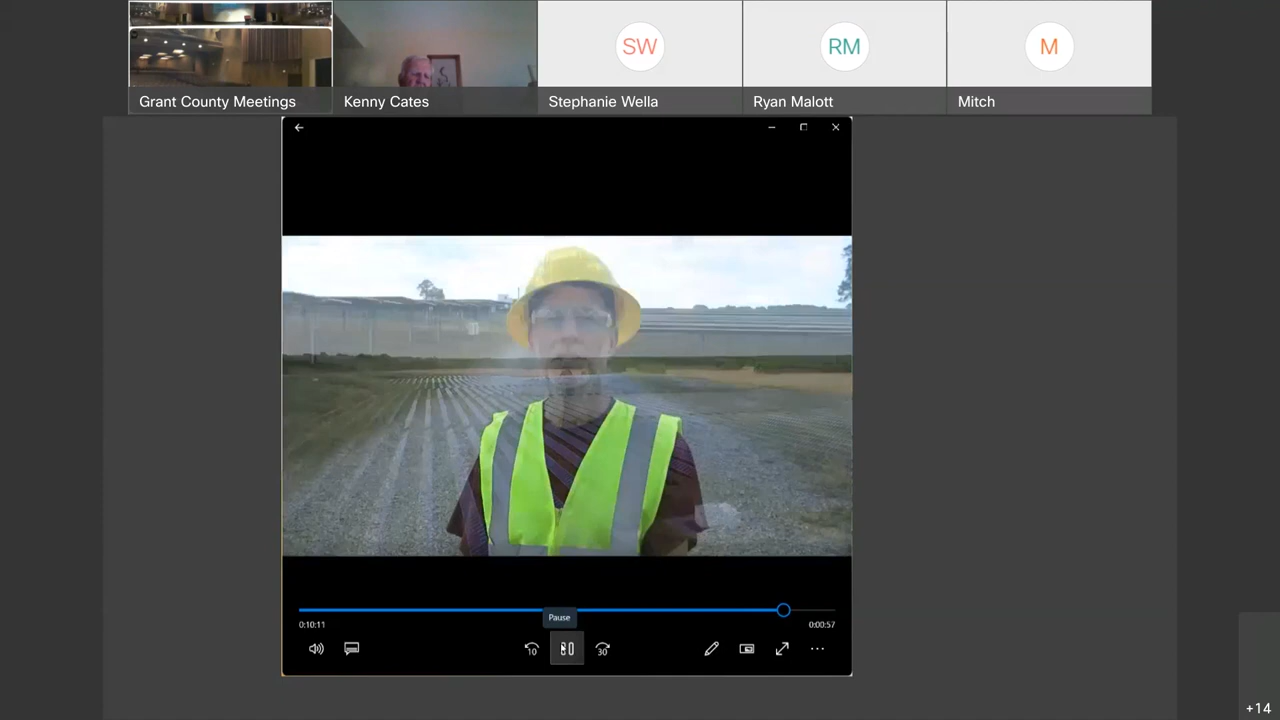 SW
RM
M
Grant County Meetings
Kenny Cates
Stephanie Wella
Ryan Malott
Mitch
Pause
0:10:11
0:00:57
10
30
+14